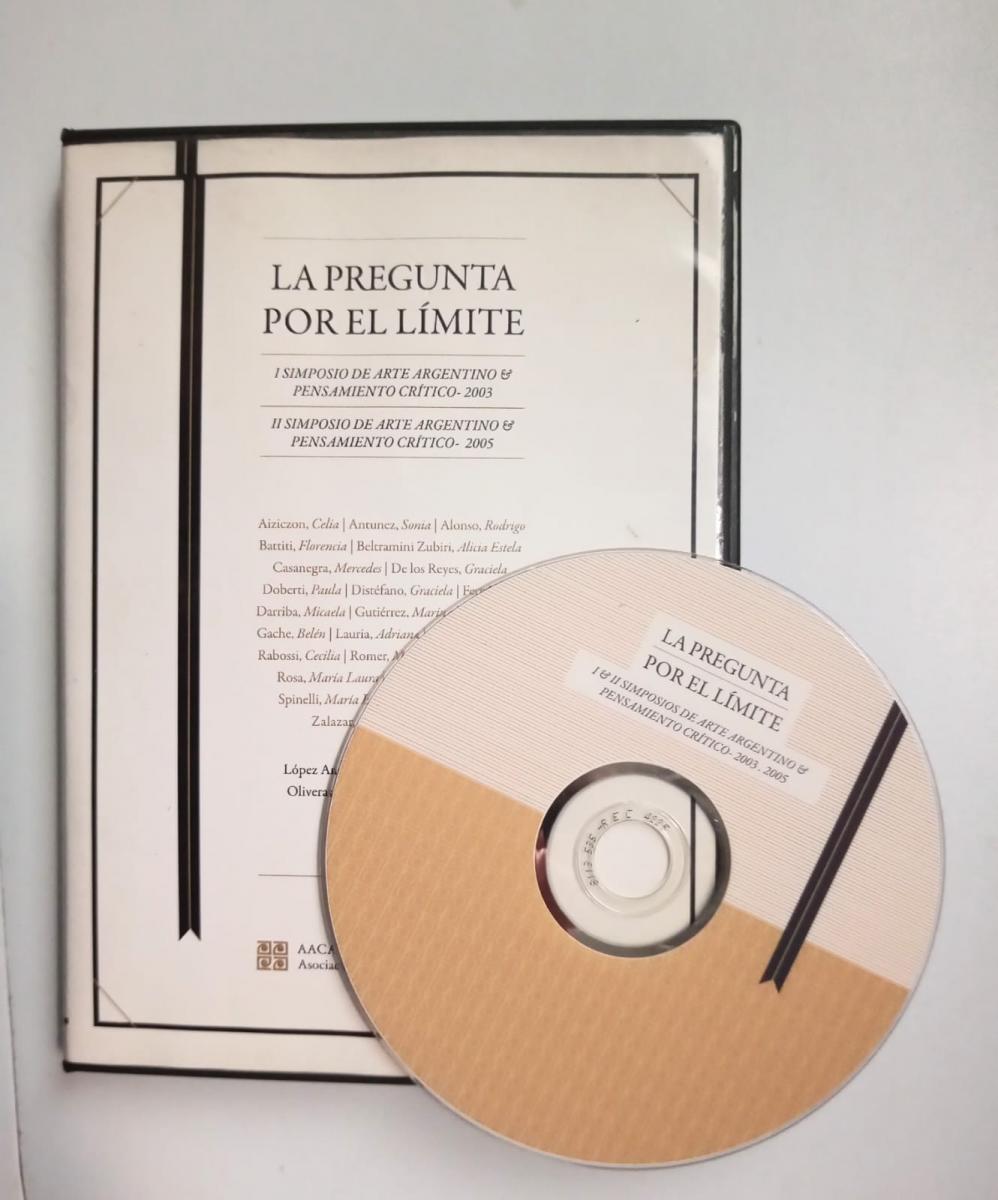 LA PREGUNTA
POR EL LÍMITE
I SIMPOSIO DE ARTE ARGENTINO &
PENSAMIENTO CRÍTICO- 2003
II SIMPOSIO DE ARTE ARGENTINO &
PENSAMIENTO CRÍTICO- 2005
Aiziczon, Celia | Antunez, Sonia | Alonso, Rodrigo
Battiti, Florencia | Beltramini Zubiri, Alicia Estela
Casanegra, Mercedes | De los Reyes, Graciela
Doberti, Paula | Distéfano, Graciela |
Darriba, Micaela | Gutiérrez,
Gache, Belén | Lauria, Adriana
Rabossi, Cecilia | Romer,
Rosa, María Laura
Spinelli, María
Zalazar,
López
Olivera
AACA
LA PREGUNTA
POR EL LÍMITE
I & II SIMPOSIOS DE ARTE ARGENTINO &
PENSAMIENTO CRÍTICO- 2003 . 2005